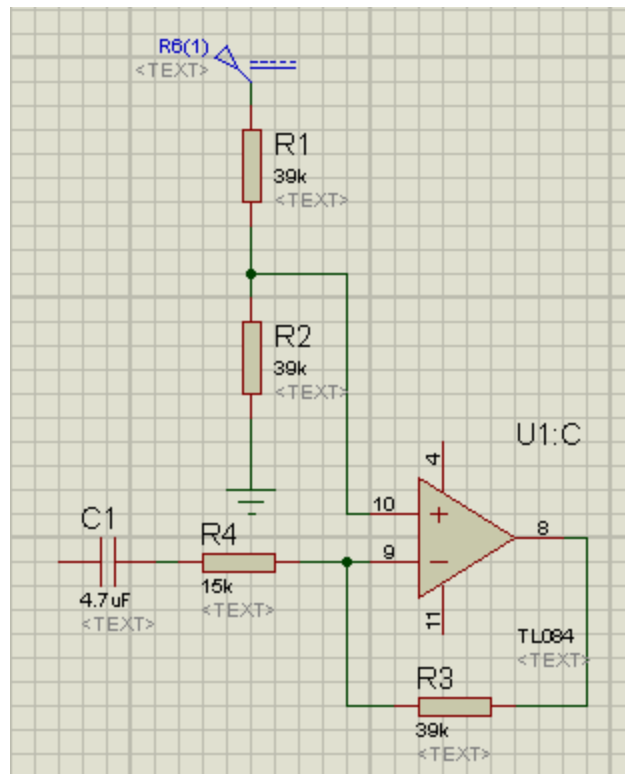 R6(1)
<TEXT>
R1
39k
<TEXT>
R2
39k
<TEXT>
U1:C
4
10
+
8
9
−
11
C1
4.7uF
<TEXT>
R4
15k
<TEXT>
TL084
<TEXT>
R3
39k
<TEXT>